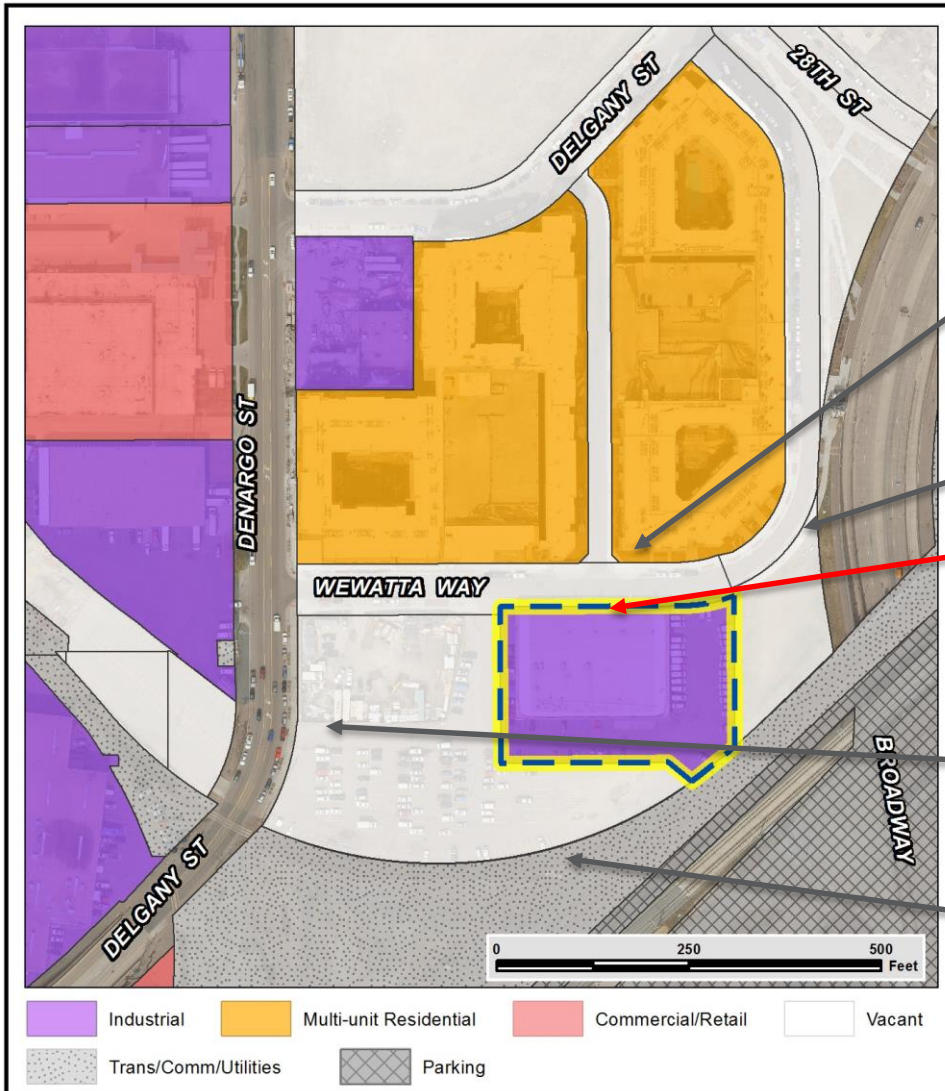 28TH ST
DELGANY ST
DENARGO ST
WEWATTA WAY
BROADWAY
DELGANY ST
0 250 500
Feet
Industrial Multi-unit Residential Commercial/Retail Vacant
Trans/Comm/Utilities Parking